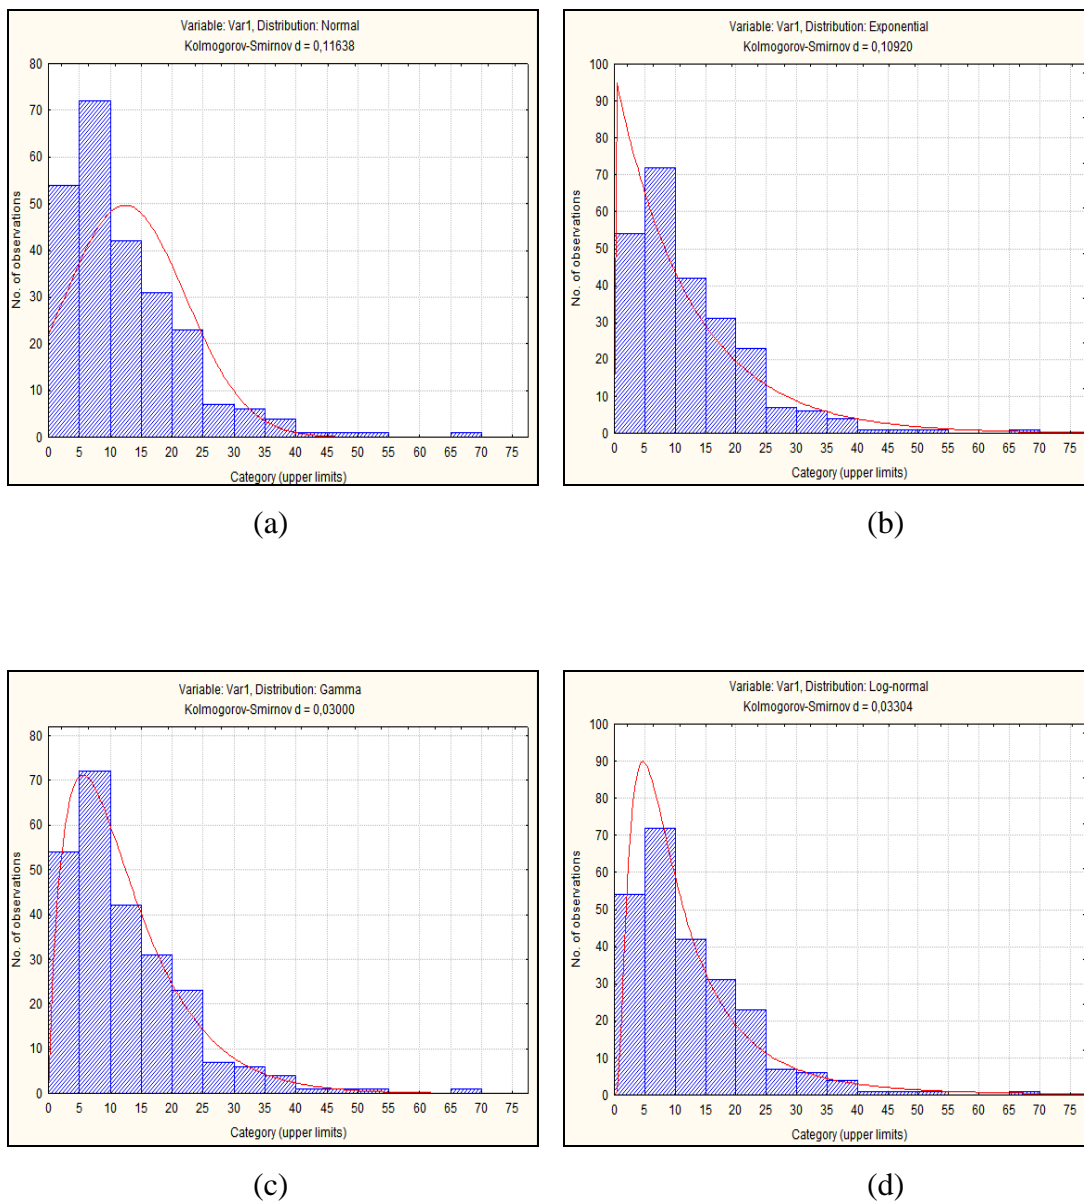 Variable: Var1, Distribution: Normal
Kolmogorov-Smirnov d = 0,11638
80
70
60
50
40
30
20
10
0
No. of observations
0 5 10 15 20 25 30 35 40 45 50 55 60 65 70 75
Category (upper limits)
(a)
Variable: Var1, Distribution: Exponential
Kolmogorov-Smirnov d = 0,10920
100
90
80
70
60
50
40
30
20
10
0
No. of observations
0 5 10 15 20 25 30 35 40 45 50 55 60 65 70 75
Category (upper limits)
(b)
Variable: Var1, Distribution: Gamma
Kolmogorov-Smirnov d = 0,03000
80
70
60
50
40
30
20
10
0
No. of observations
0 5 10 15 20 25 30 35 40 45 50 55 60 65 70 75
Category (upper limits)
(c)
Variable: Var1, Distribution: Log-normal
Kolmogorov-Smirnov d = 0,03304
100
90
80
70
60
50
40
30
20
10
0
No. of observations
0 5 10 15 20 25 30 35 40 45 50 55 60 65 70 75
Category (upper limits)
(d)